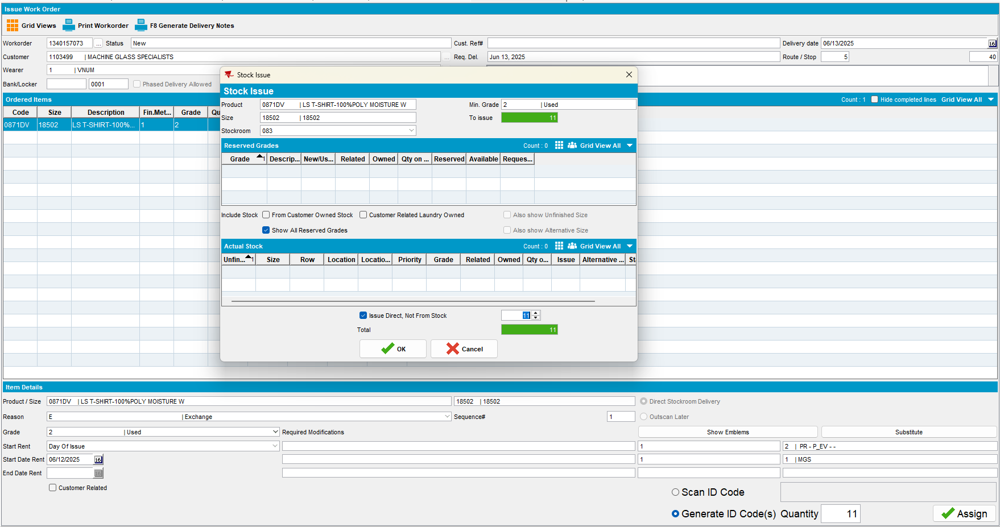 Issue Work Order
Grid Views Print Workorder F8 Generate Delivery Notes
Workorder 1340157073 ... Status New Cust. Ref# Delivery date 06/13/2025 16
Customer 1103499 | MACHINE GLASS SPECIALISTS ... Req. Del. Jun 13, 2025 Route / Stop 5 40
Wearer 1 | VNUM
Bank/Locker 0001 Phased Delivery Allowed
Ordered Items Count : 1 Hide completed lines Grid View All
Code Size Description Fin.Met... Grade Qu
0871DV 18502 LS T-SHIRT-100%... 1 2
Stock Issue
Stock Issue
Product 0871DV | LS T-SHIRT-100%POLY MOISTURE W Min. Grade 2 | Used
Size 18502 | 18502 To issue 11
Stockroom 083
Reserved Grades Count : 0 Grid View All
Grade 1 Descrip... New/Us... Related Owned Qty on ... Reserved Available Reques...
Include Stock From Customer Owned Stock Customer Related Laundry Owned Also show Unfinished Size
Show All Reserved Grades Also show Alternative Size
Actual Stock Count : 0 Grid View All
Unfin... 1 Size Row Location Locatio... Priority Grade Related Owned Qty o... Issue Alternative ... St
Issue Direct, Not From Stock 11
Total 11
OK Cancel
Item Details
Product / Size 0871DV | LS T-SHIRT-100%POLY MOISTURE W 18502 | 18502 Direct Stockroom Delivery
Reason E | Exchange Sequence# 1 Outscan Later
Grade 2 | Used Required Modifications Show Emblems Substitute
Start Rent Day Of Issue 1 2 | PR - P_EV - -
Start Date Rent 06/12/2025 16 1 1 | MGS
End Date Rent 16
Customer Related
Scan ID Code
Generate ID Code(s) Quantity 11 Assign